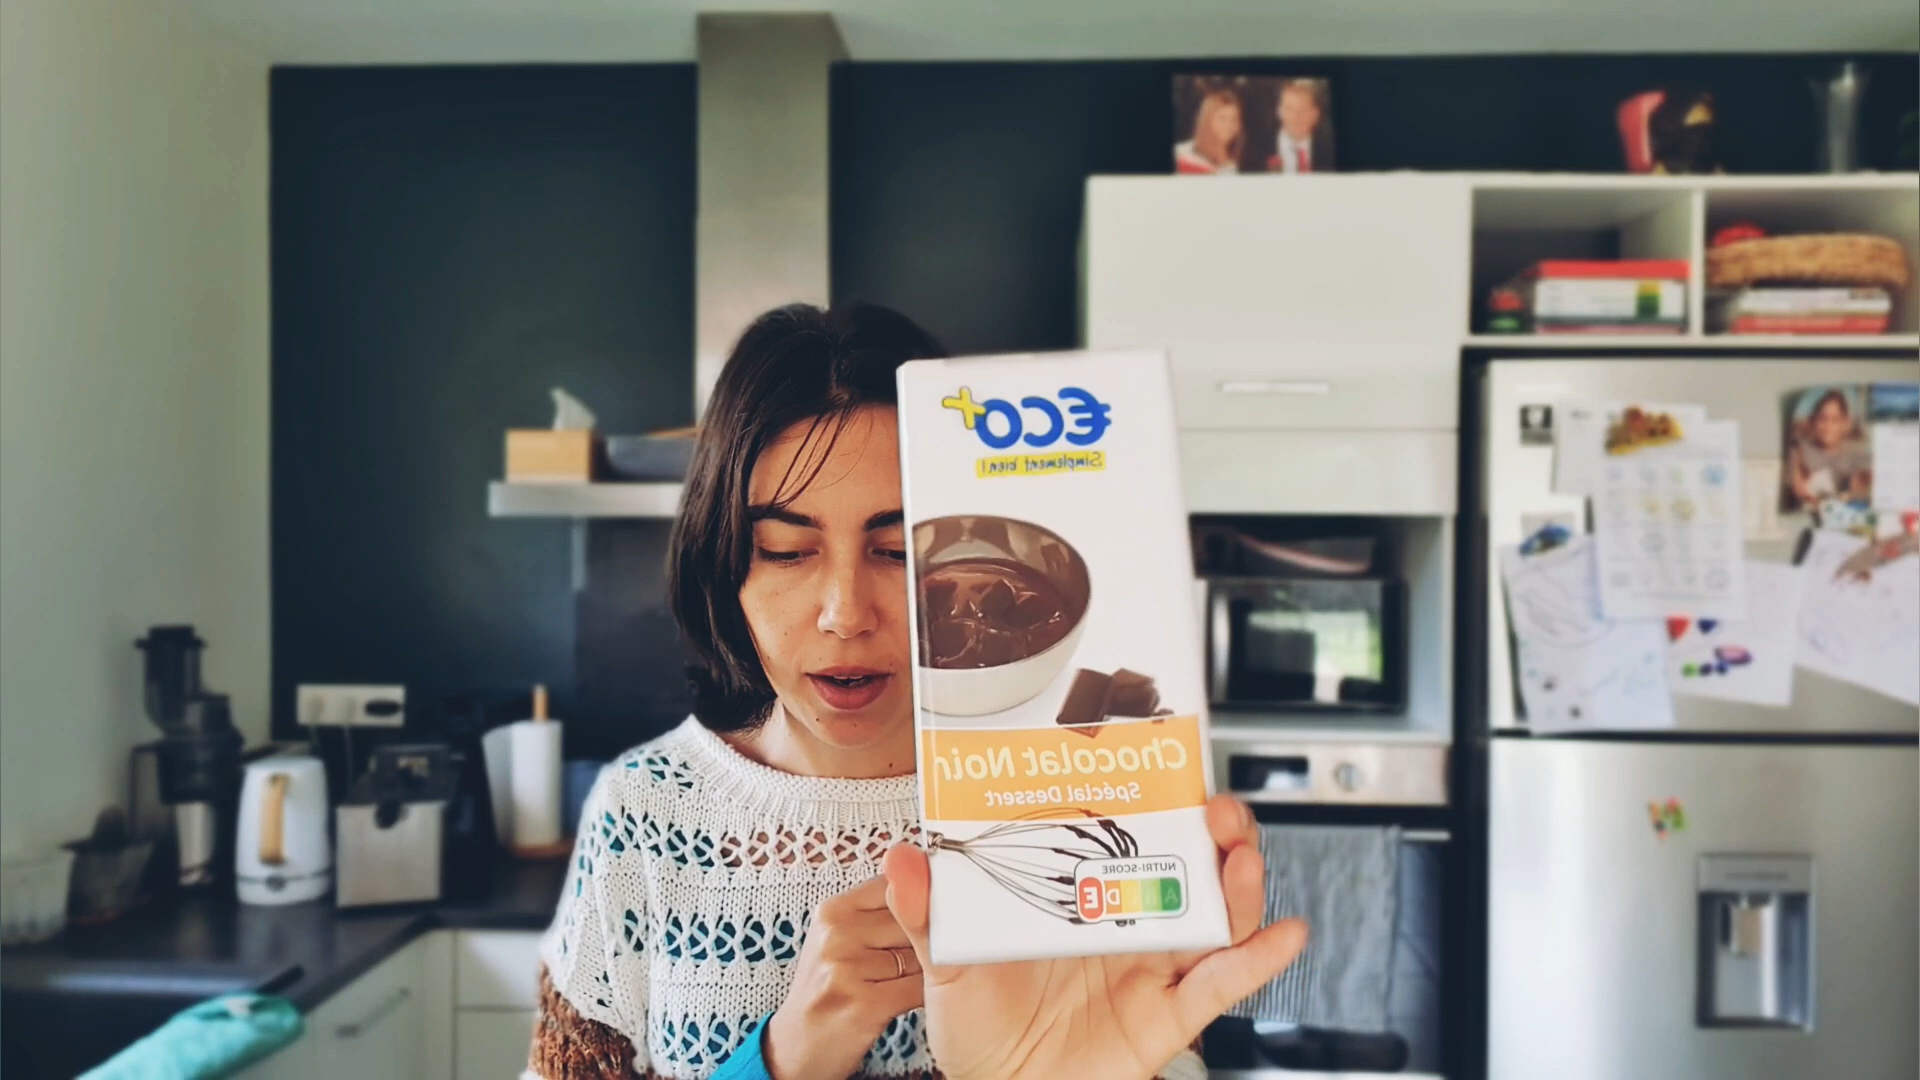 €co+
Simplement bien !
Chocolat Noir
Spécial Dessert
NUTRI-SCORE
A B C D E